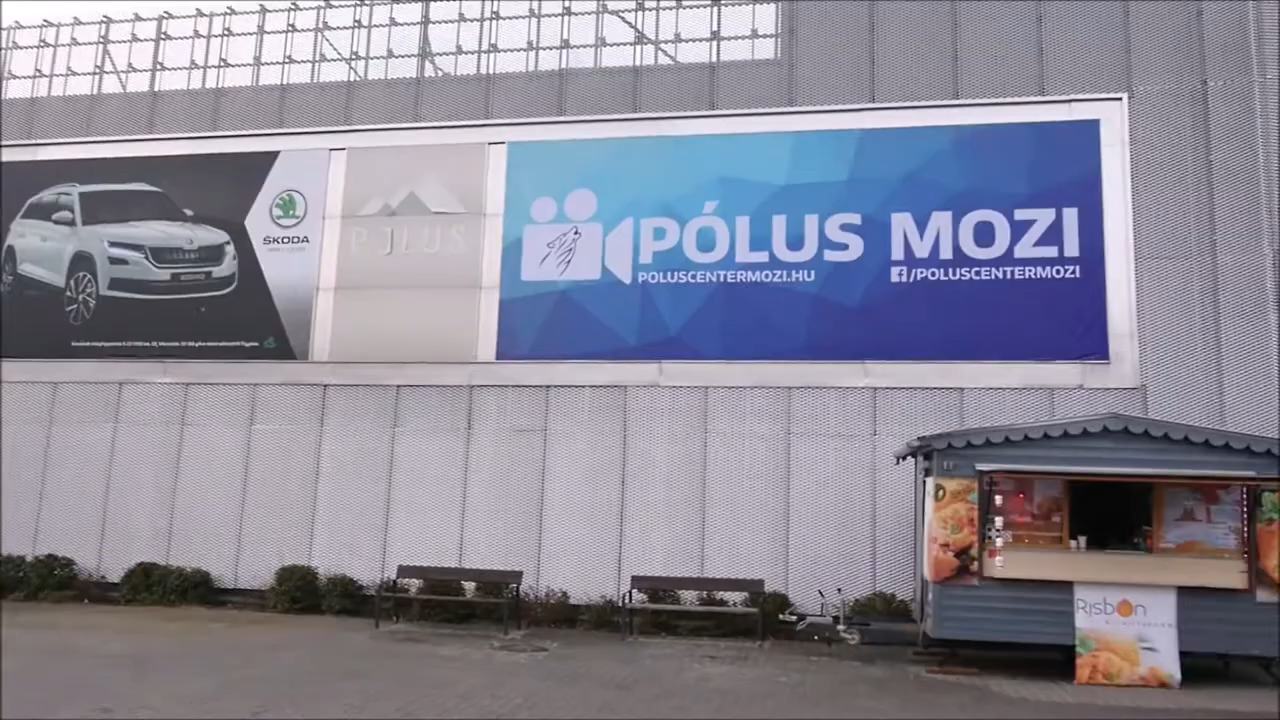 ŠKODA
PÓLUS
PÓLUS MOZI
POLUSCENTERMOZI.HU
/POLUSCENTERMOZI
Risbon